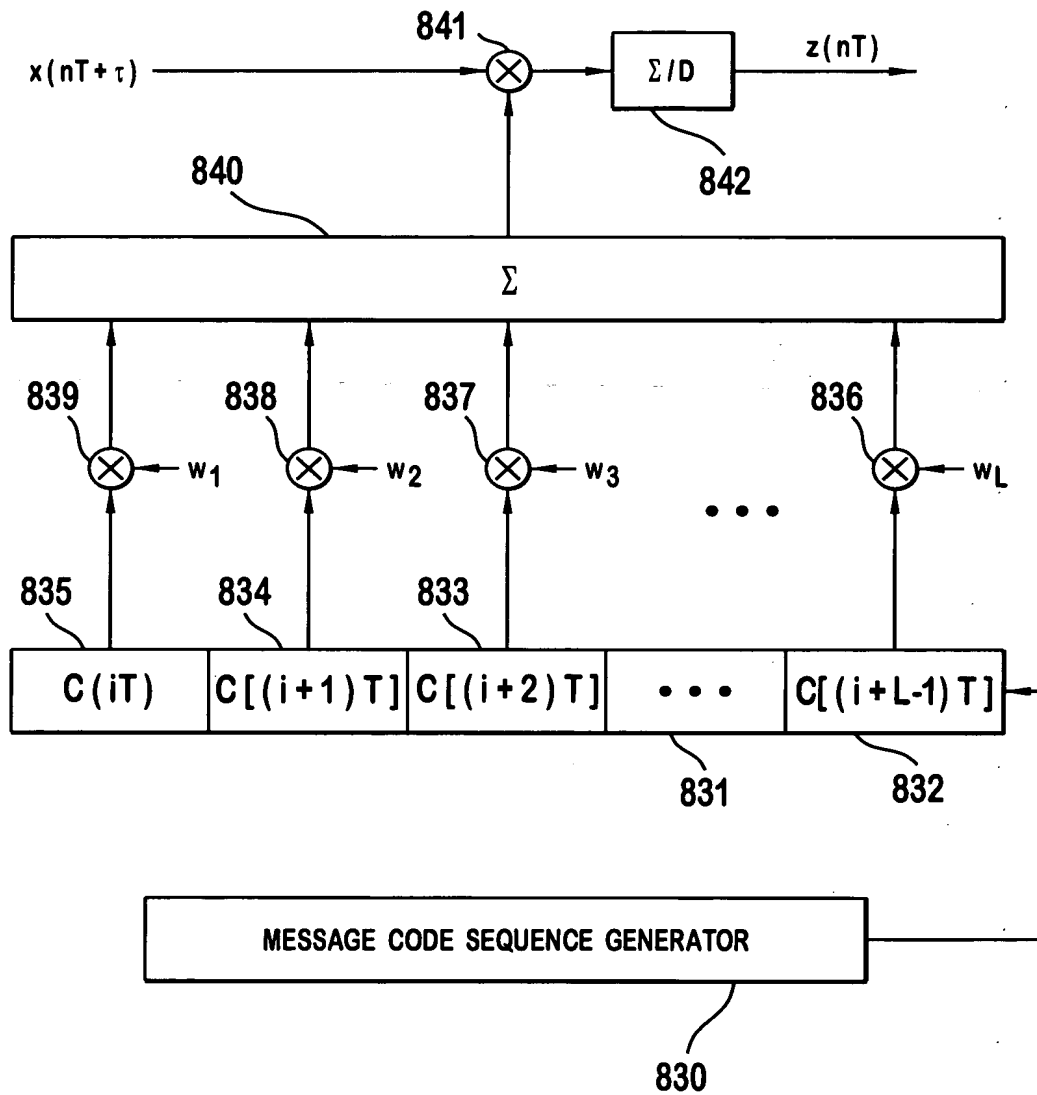 841
x(nT+τ)
Σ/D
z(nT)
842
840
Σ
839
838
837
836
w1
w2
w3
wL
• • •
835
834
833
C(iT)
C[(i+1)T]
C[(i+2)T]
• • •
C[(i+L-1)T]
831
832
MESSAGE CODE SEQUENCE GENERATOR
830